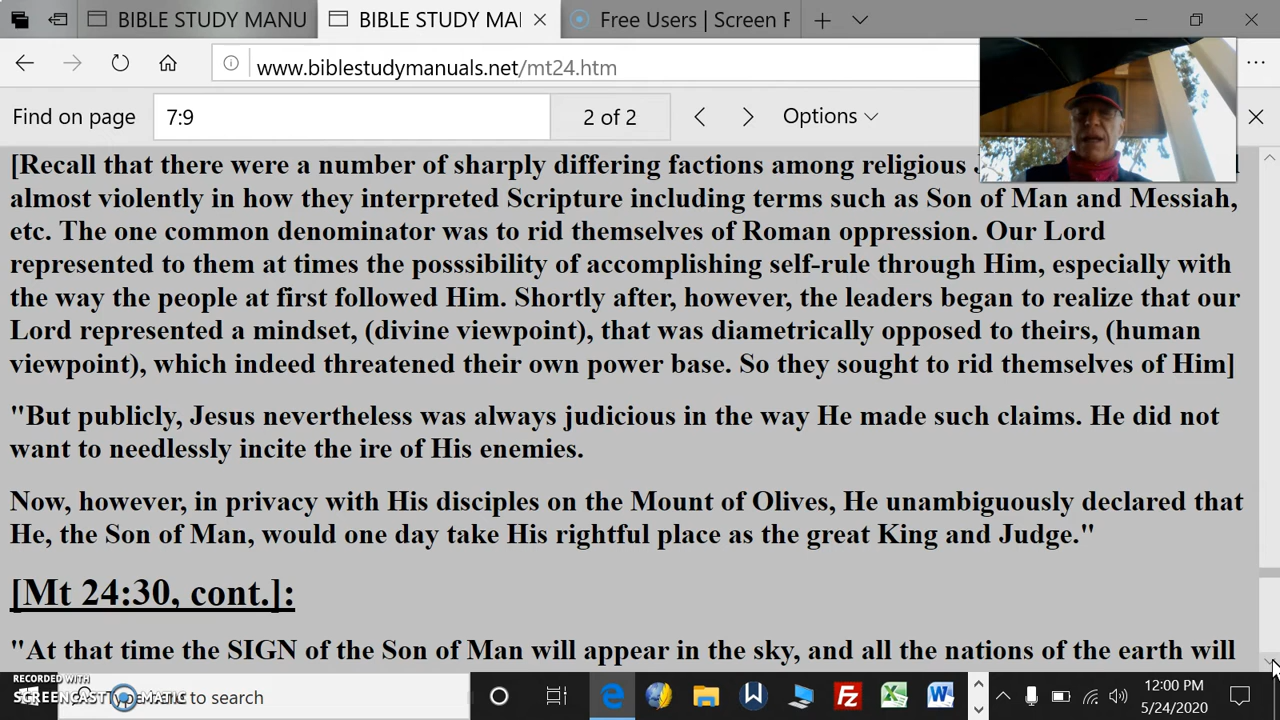 BIBLE STUDY MANU
BIBLE STUDY MAI
Free Users | Screen F
www.biblestudymanuals.net/mt24.htm
Find on page
7:9
2 of 2
Options
[Recall that there were a number of sharply differing factions among religious
almost violently in how they interpreted Scripture including terms such as Son of Man and Messiah,
etc. The one common denominator was to rid themselves of Roman oppression. Our Lord
represented to them at times the posssibility of accomplishing self-rule through Him, especially with
the way the people at first followed Him. Shortly after, however, the leaders began to realize that our
Lord represented a mindset, (divine viewpoint), that was diametrically opposed to theirs, (human
viewpoint), which indeed threatened their own power base. So they sought to rid themselves of Him]
"But publicly, Jesus nevertheless was always judicious in the way He made such claims. He did not
want to needlessly incite the ire of His enemies.
Now, however, in privacy with His disciples on the Mount of Olives, He unambiguously declared that
He, the Son of Man, would one day take His rightful place as the great King and Judge."
[Mt 24:30, cont.]:
"At that time the SIGN of the Son of Man will appear in the sky, and all the nations of the earth will
RECORDED WITH
SCREENCAST-O-MATIC
Type here to search
12:00 PM
5/24/2020